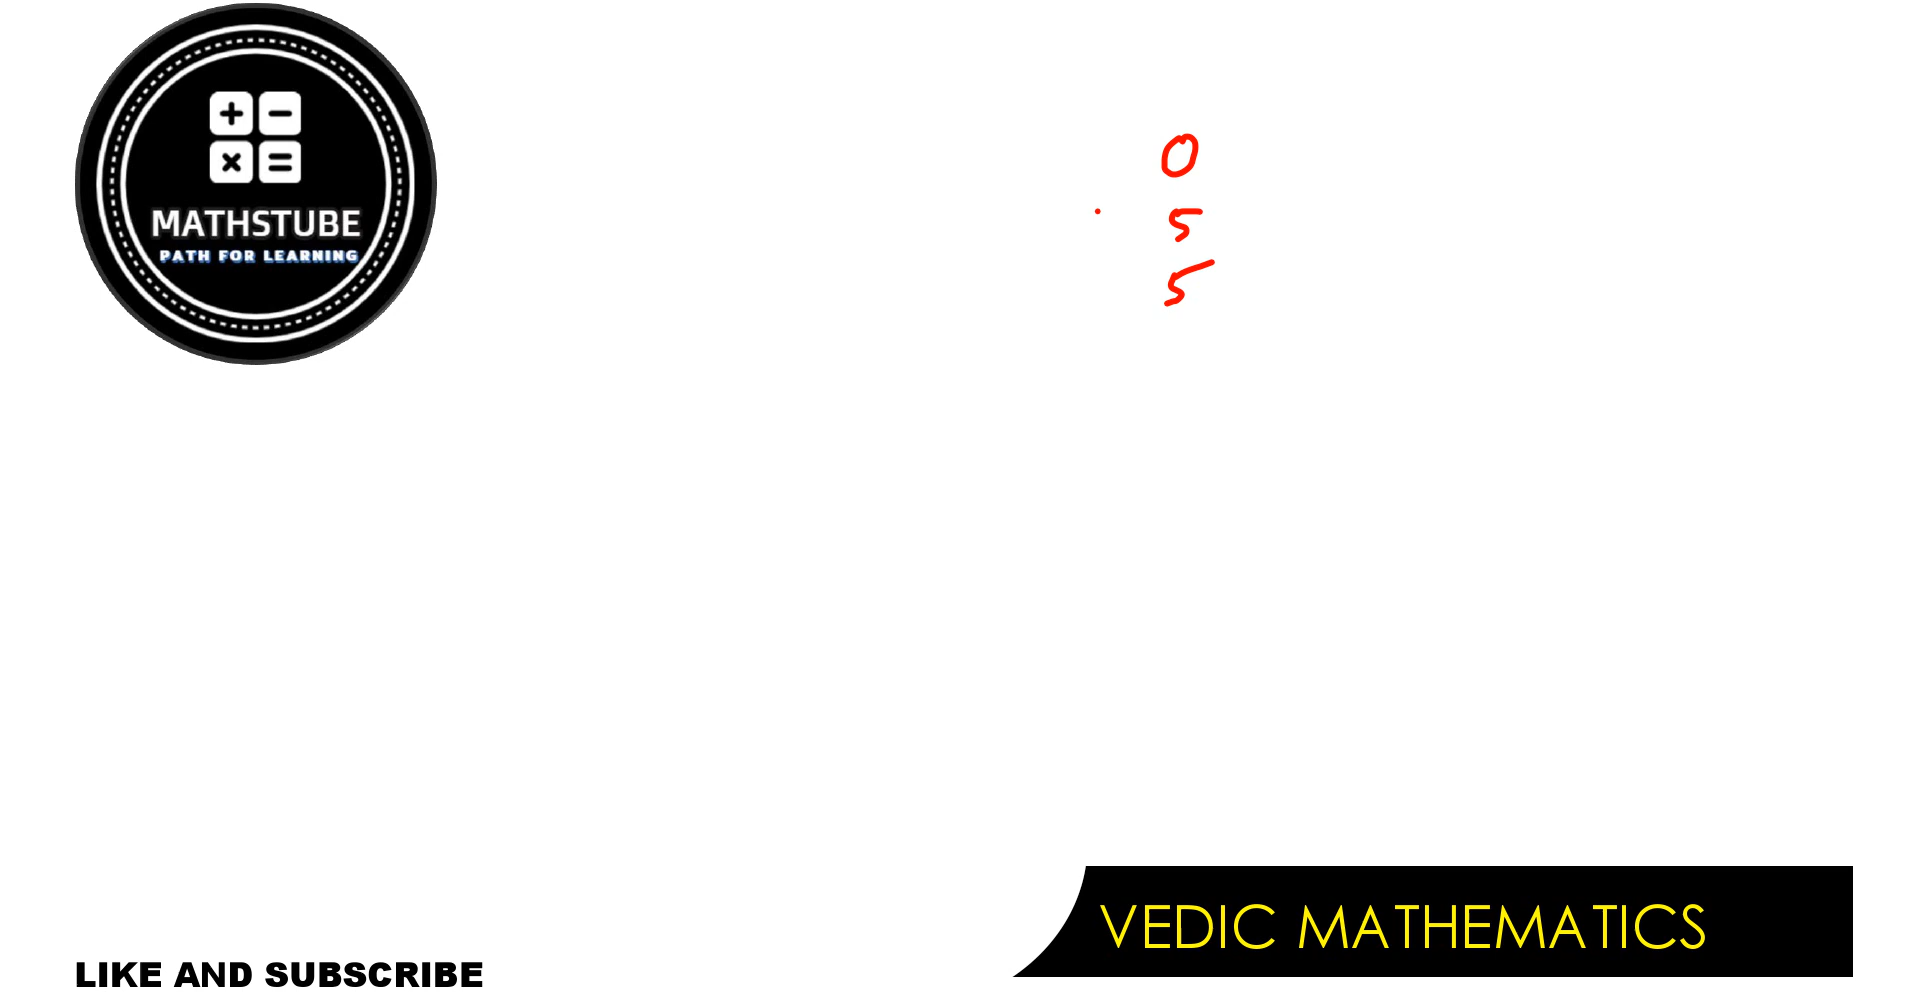 MATHSTUBE
PATH FOR LEARNING
0
5
5
VEDIC MATHEMATICS
LIKE AND SUBSCRIBE